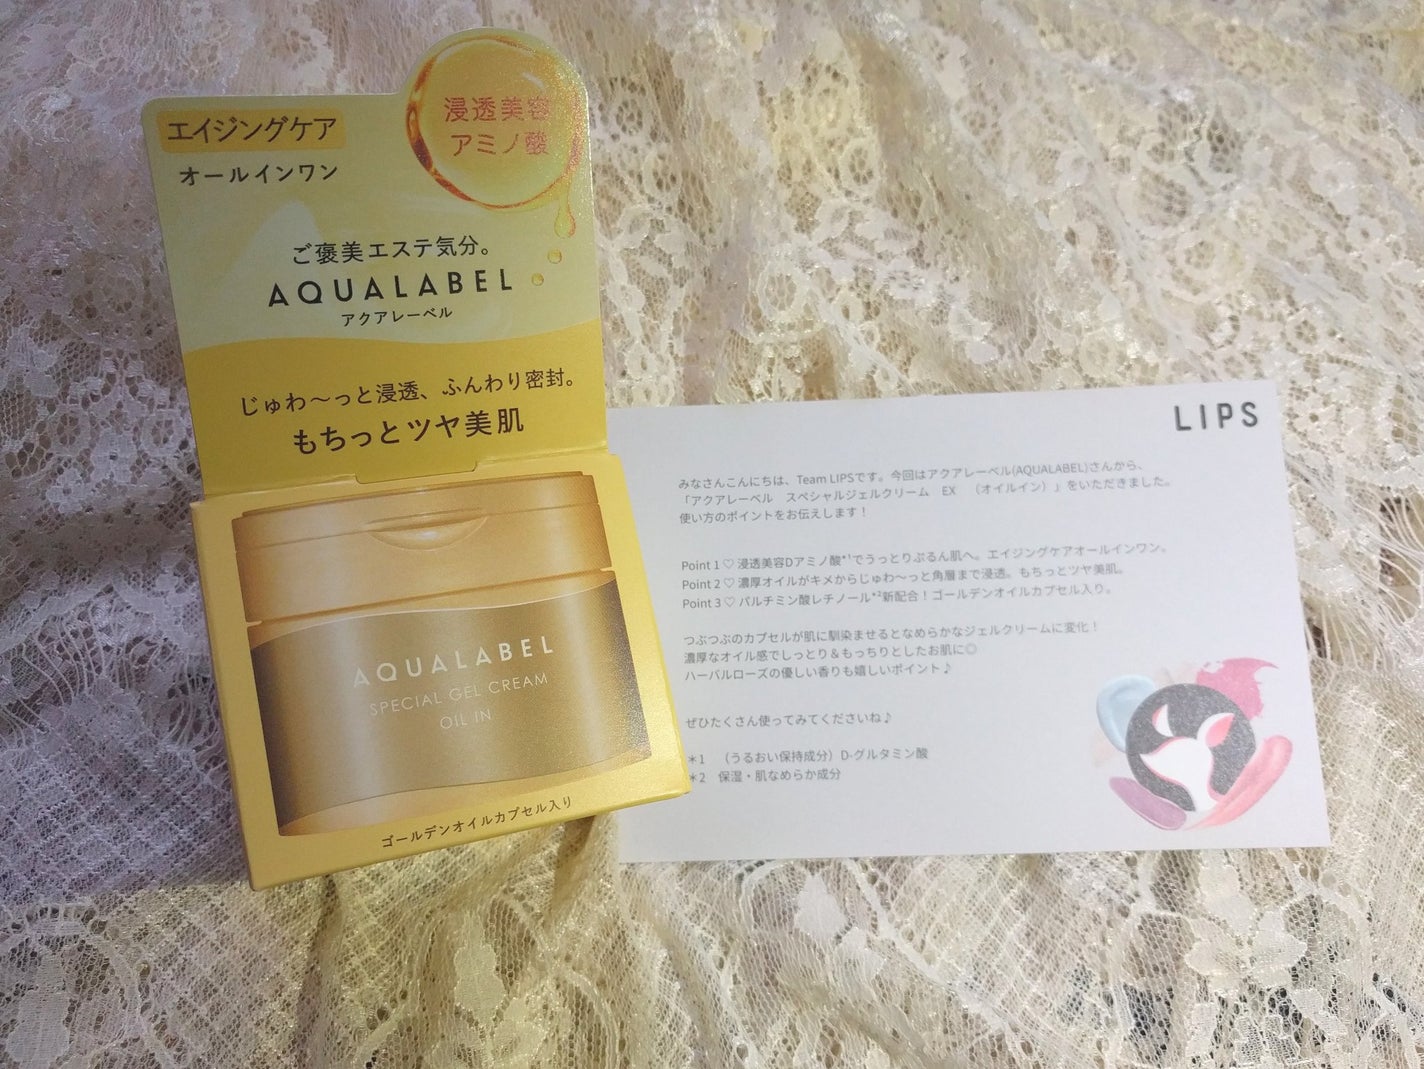 エイジングケア
オールインワン
浸透美容
アミノ酸
ご褒美エステ気分。
AQUALABEL
アクアレーベル
じゅわ〜っと浸透、ふんわり密封。
もちっとツヤ美肌
AQUALABEL
SPECIAL GEL CREAM
OIL IN
ゴールデンオイルカプセル入り
LIPS
みなさんこんにちは、Team LIPSです。今回はアクアレーベル(AQUALABEL)さんから、
「アクアレーベル　スペシャルジェルクリーム　EX　（オイルイン）」をいただきました。
使い方のポイントをお伝えします！
Point 1 ♡ 浸透美容Dアミノ酸*¹でうっとりぷるん肌へ。エイジングケアオールインワン。
Point 2 ♡ 濃厚オイルがキメからじゅわ〜っと角層まで浸透。もちっとツヤ美肌。
Point 3 ♡ パルチミン酸レチノール*²新配合！ゴールデンオイルカプセル入り。
つぶつぶのカプセルが肌に馴染ませるとなめらかなジェルクリームに変化！
濃厚なオイル感でしっとり＆もっちりとしたお肌に◎
ハーバルローズの優しい香りも嬉しいポイント♪
ぜひたくさん使ってみてくださいね♪
＊1　（うるおい保持成分）D-グルタミン酸
＊2　保湿・肌なめらか成分